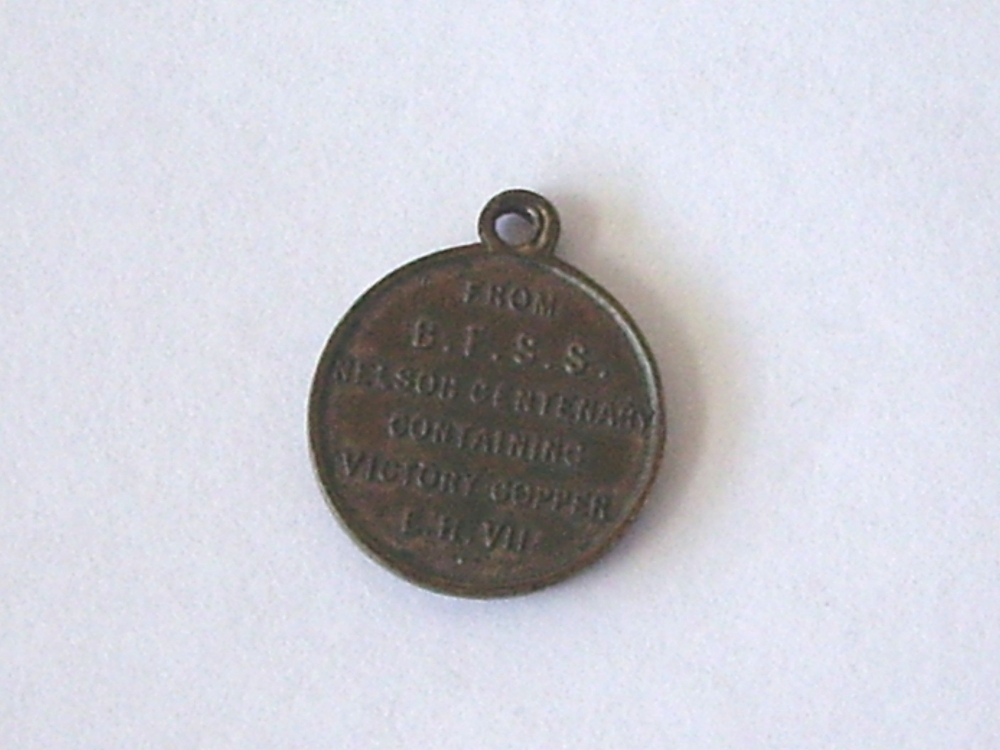 FROM
B.F.S.S.
NELSON CENTENARY
CONTAINING
VICTORY COPPER
E.R.VII